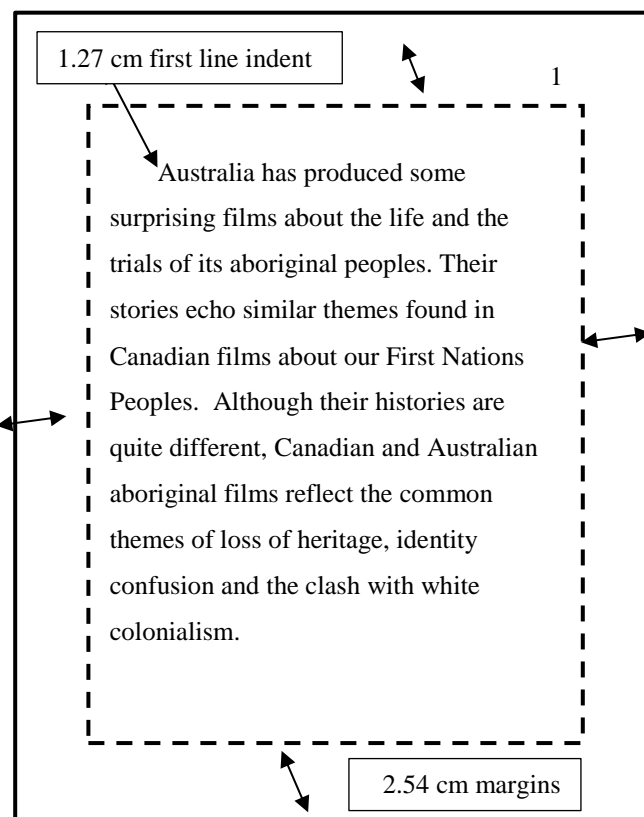 1.27 cm first line indent
1
Australia has produced some
surprising films about the life and the
trials of its aboriginal peoples. Their
stories echo similar themes found in
Canadian films about our First Nations
Peoples.  Although their histories are
quite different, Canadian and Australian
aboriginal films reflect the common
themes of loss of heritage, identity
confusion and the clash with white
colonialism.
2.54 cm margins